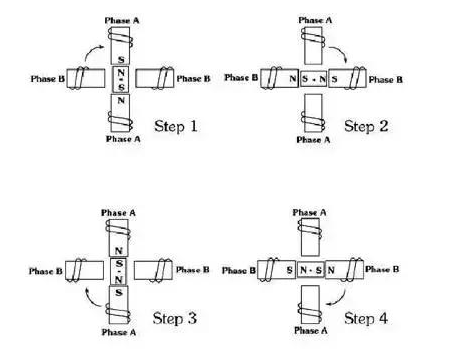 Phase A
S
Phase B N Phase B
S
N
Phase A
Step 1
Phase A
Phase B N S N S Phase B
Phase A
Step 2
Phase A
N
S
Phase B N Phase B
S
Phase A
Step 3
Phase A
Phase B S N S N Phase B
Phase A
Step 4